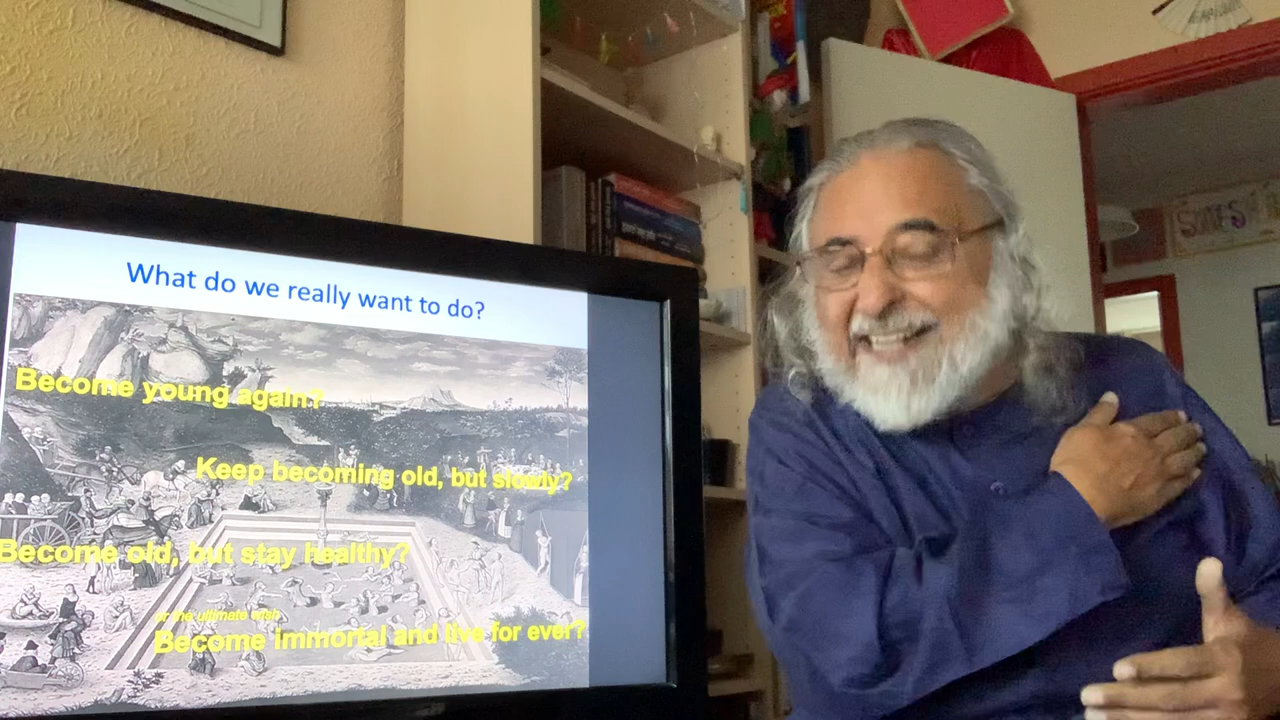 What do we really want to do?
Become young again?
Keep becoming old, but slowly?
Become old, but stay healthy?
or the ultimate wish
Become immortal and live for ever?